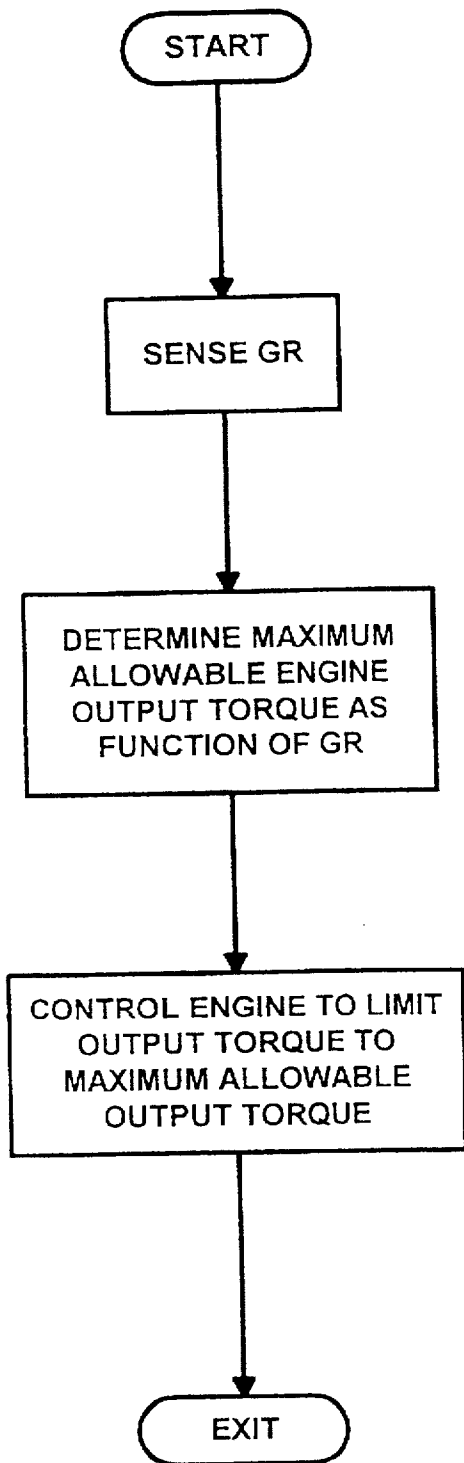 START
SENSE GR
DETERMINE MAXIMUM
ALLOWABLE ENGINE
OUTPUT TORQUE AS
FUNCTION OF GR
CONTROL ENGINE TO LIMIT
OUTPUT TORQUE TO
MAXIMUM ALLOWABLE
OUTPUT TORQUE
EXIT